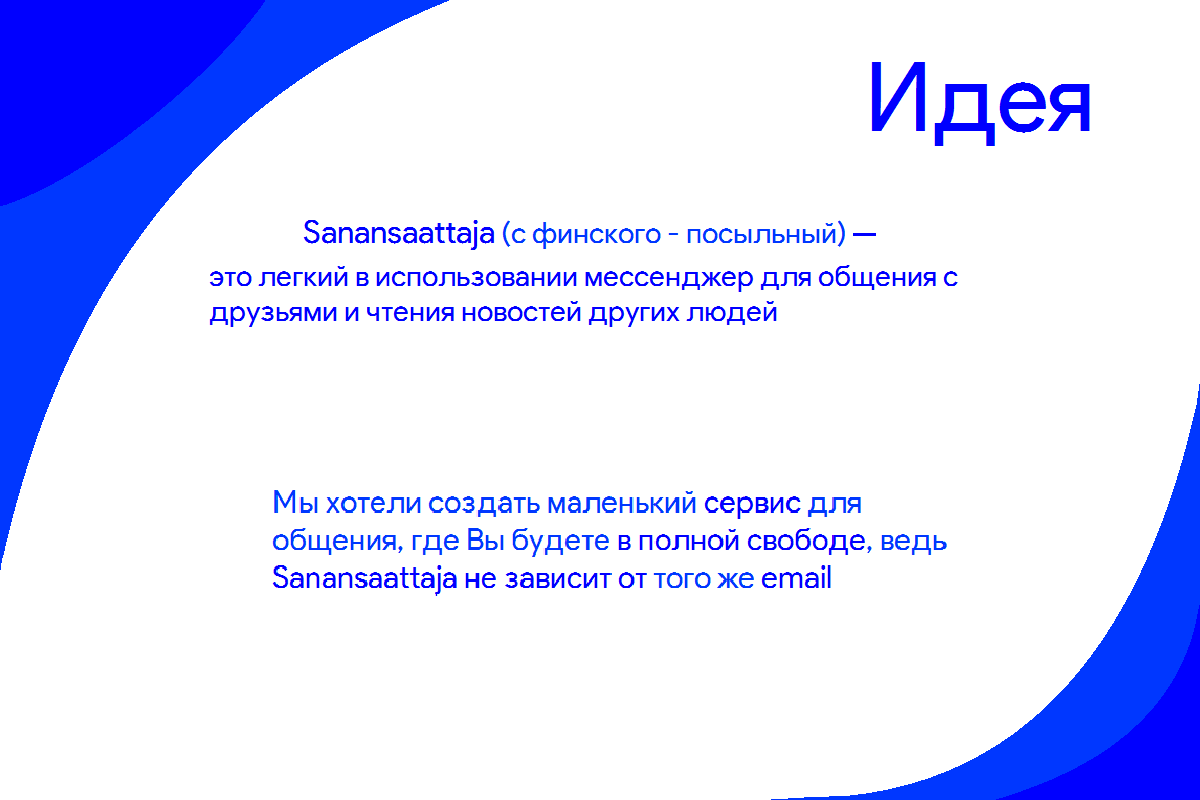 Идея
Sanansaattaja (с финского - посыльный) —
это легкий в использовании мессенджер для общения с
друзьями и чтения новостей других людей
Мы хотели создать маленький сервис для
общения, где Вы будете в полной свободе, ведь
Sanansaattaja не зависит от того же email